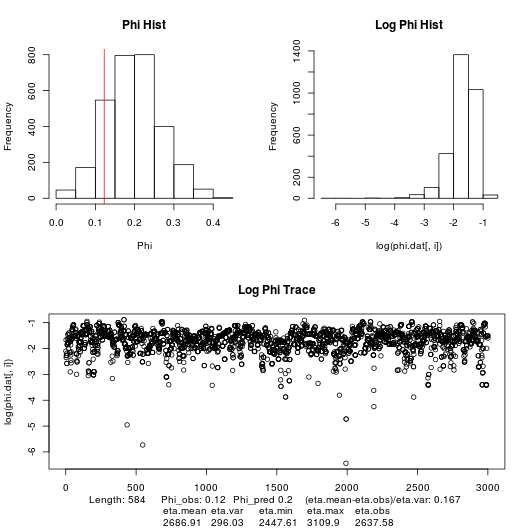 Phi Hist
Log Phi Hist
Frequency
0 200 400 600 800
0.0 0.1 0.2 0.3 0.4
Phi
Frequency
0 200 600 1000 1400
-6 -5 -4 -3 -2 -1
log(phi.dat[, i])
Log Phi Trace
log(phi.dat[, i])
-1 -2 -3 -4 -5 -6
0 500 1000 1500 2000 2500 3000
Length: 584 Phi_obs: 0.12 Phi_pred 0.2 (eta.mean-eta.obs)/eta.var: 0.167
eta.mean eta.var eta.min eta.max eta.obs
2686.91 296.03 2447.61 3109.9 2637.58